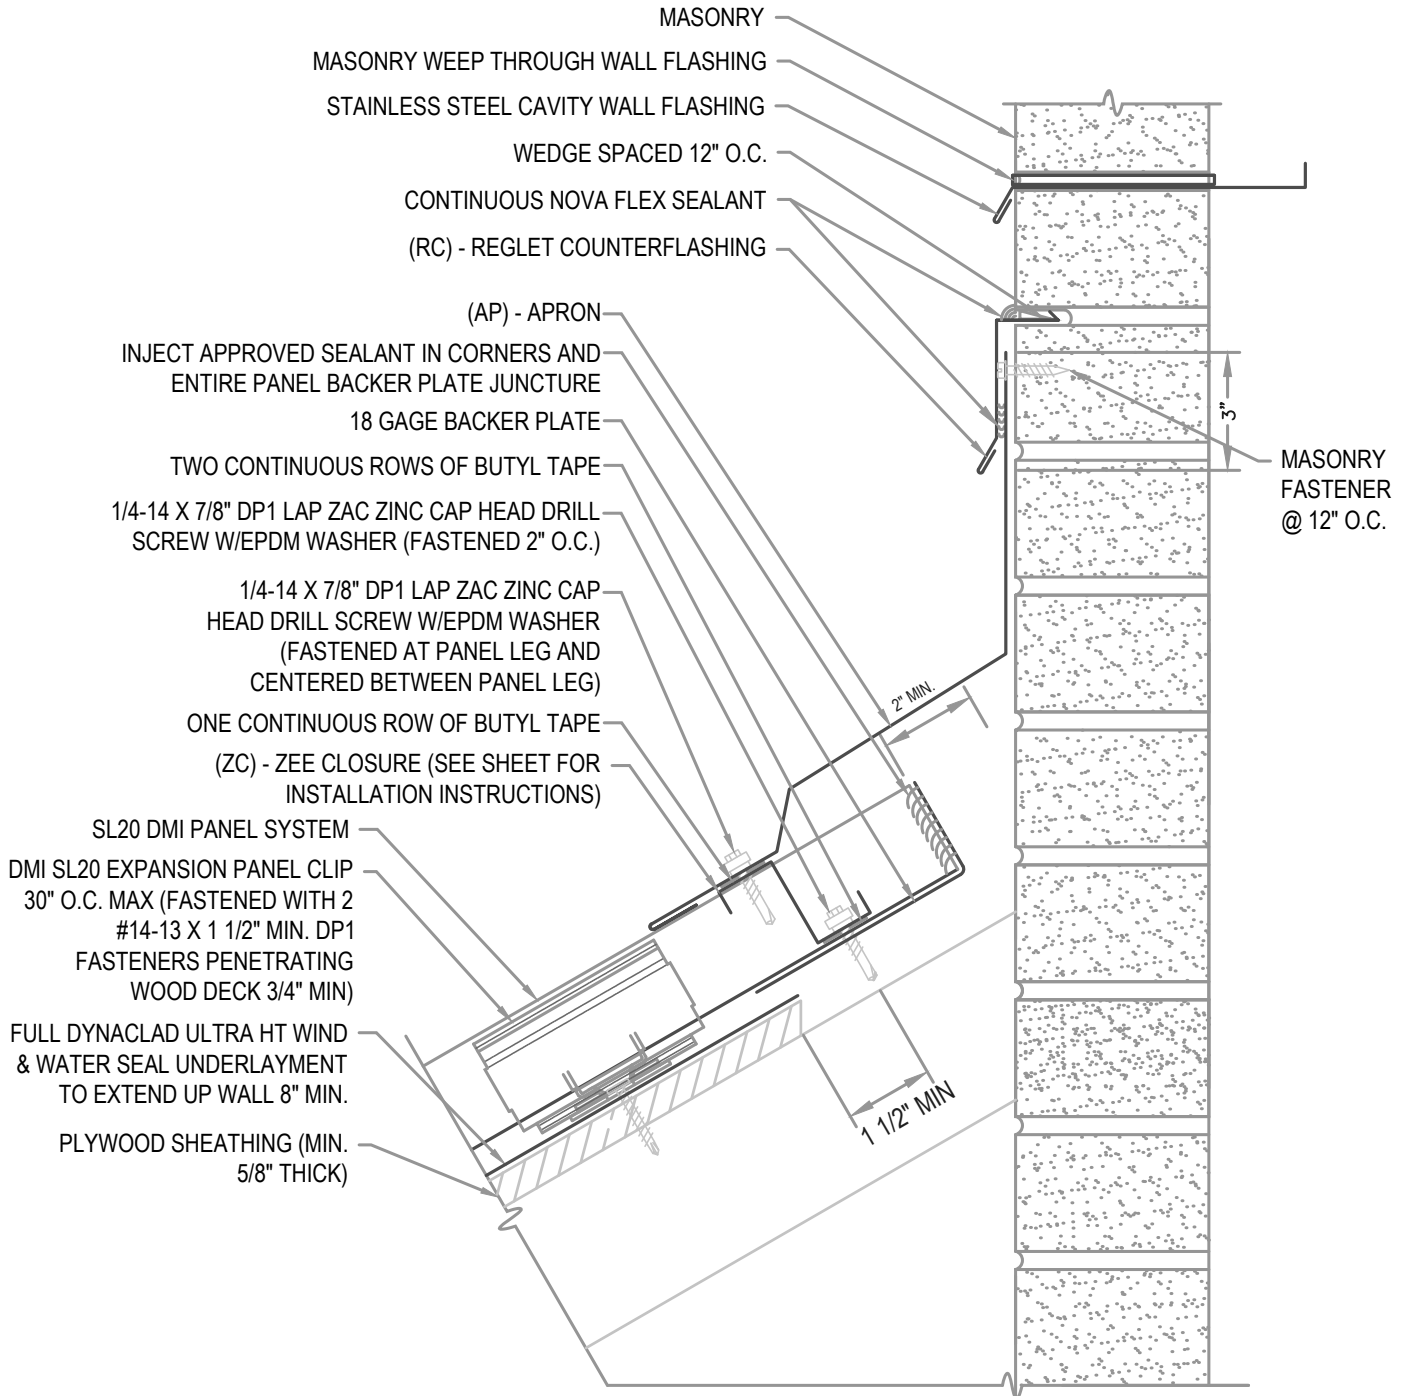 MASONRY
MASONRY WEEP THROUGH WALL FLASHING
STAINLESS STEEL CAVITY WALL FLASHING
WEDGE SPACED 12" O.C.
CONTINUOUS NOVA FLEX SEALANT
(RC) - REGLET COUNTERFLASHING
(AP) - APRON
INJECT APPROVED SEALANT IN CORNERS AND
ENTIRE PANEL BACKER PLATE JUNCTURE
18 GAGE BACKER PLATE
TWO CONTINUOUS ROWS OF BUTYL TAPE
1/4-14 X 7/8" DP1 LAP ZAC ZINC CAP HEAD DRILL
SCREW W/EPDM WASHER (FASTENED 2" O.C.)
1/4-14 X 7/8" DP1 LAP ZAC ZINC CAP
HEAD DRILL SCREW W/EPDM WASHER
(FASTENED AT PANEL LEG AND
CENTERED BETWEEN PANEL LEG)
ONE CONTINUOUS ROW OF BUTYL TAPE
(ZC) - ZEE CLOSURE (SEE SHEET FOR
INSTALLATION INSTRUCTIONS)
SL20 DMI PANEL SYSTEM
DMI SL20 EXPANSION PANEL CLIP
30" O.C. MAX (FASTENED WITH 2
#14-13 X 1 1/2" MIN. DP1
FASTENERS PENETRATING
WOOD DECK 3/4" MIN)
FULL DYNACLAD ULTRA HT WIND
& WATER SEAL UNDERLAYMENT
TO EXTEND UP WALL 8" MIN.
PLYWOOD SHEATHING (MIN.
5/8" THICK)
3"
MASONRY
FASTENER
@ 12" O.C.
2" MIN.
1 1/2" MIN